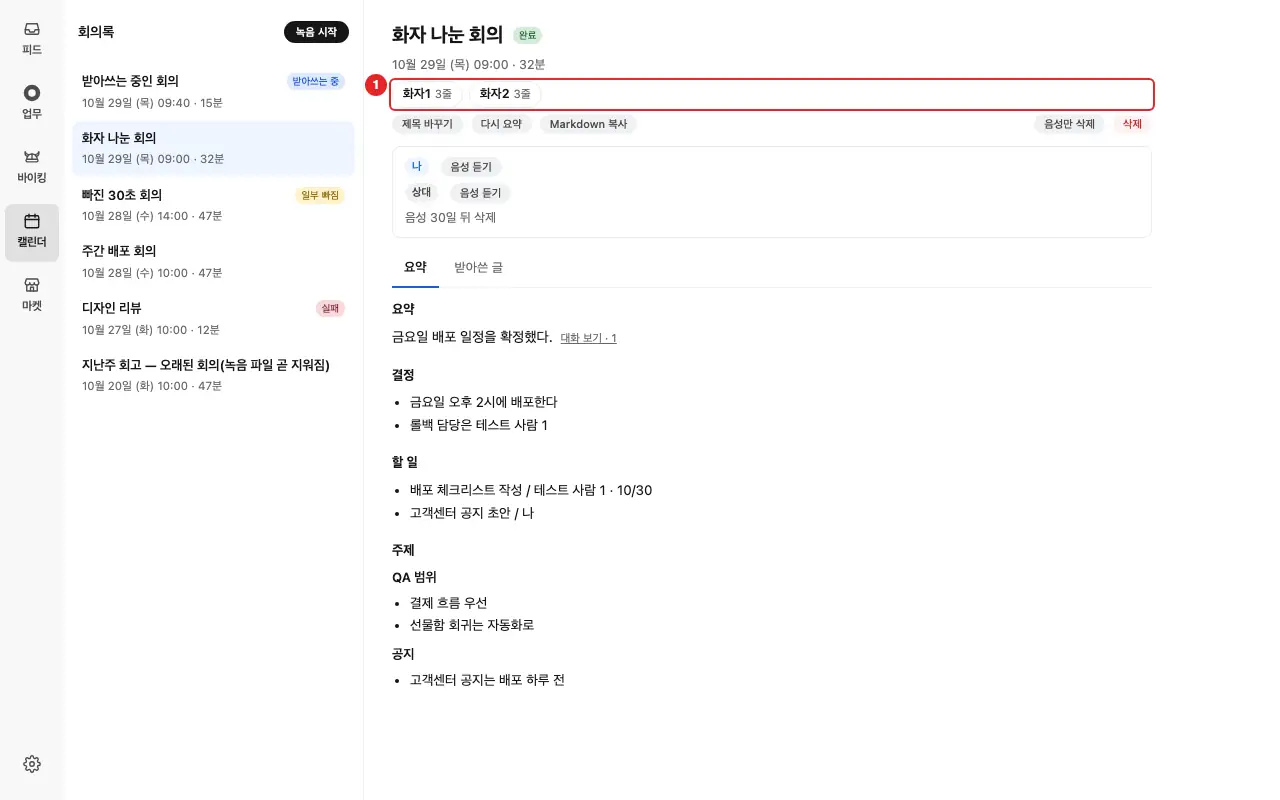 피드
업무
바이킹
캘린더
마켓
회의록
녹음 시작
받아쓰는 중인 회의
받아쓰는 중
10월 29일 (목) 09:40 · 15분
화자 나눈 회의
10월 29일 (목) 09:00 · 32분
빠진 30초 회의
일부 빠짐
10월 28일 (수) 14:00 · 47분
주간 배포 회의
10월 28일 (수) 10:00 · 47분
디자인 리뷰
실패
10월 27일 (화) 10:00 · 12분
지난주 회고 — 오래된 회의(녹음 파일 곧 지워짐)
10월 20일 (화) 10:00 · 47분
화자 나눈 회의
완료
10월 29일 (목) 09:00 · 32분
1
화자1 3줄
화자2 3줄
제목 바꾸기
다시 요약
Markdown 복사
음성만 삭제
삭제
나
음성 듣기
상대
음성 듣기
음성 30일 뒤 삭제
요약
받아쓴 글
요약
금요일 배포 일정을 확정했다. 대화 보기 · 1
결정
• 금요일 오후 2시에 배포한다
• 롤백 담당은 테스트 사람 1
할 일
• 배포 체크리스트 작성 / 테스트 사람 1 · 10/30
• 고객센터 공지 초안 / 나
주제
QA 범위
• 결제 흐름 우선
• 선물함 회귀는 자동화로
공지
• 고객센터 공지는 배포 하루 전